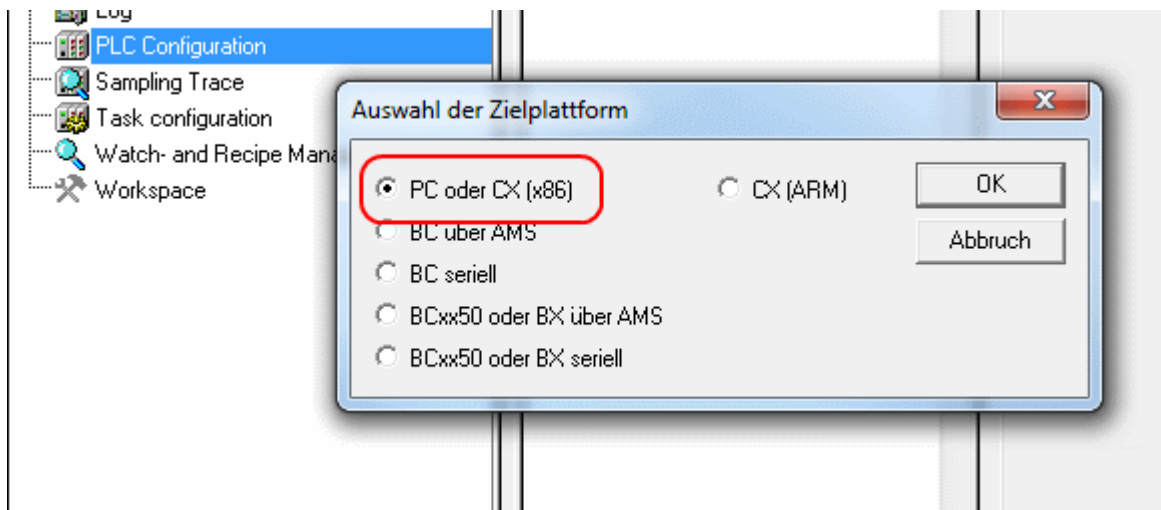 Log
PLC Configuration
Sampling Trace
Task configuration
Watch- and Recipe
Workspace
Auswahl der Zielplattform
PC oder CX (x86)
CX (ARM)
OK
BC über AMS
Abbruch
BC seriell
BCxx50 oder BX über AMS
BCxx50 oder BX seriell